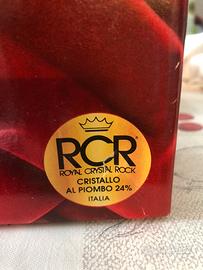 RCR
ROYAL CRYSTAL ROCK
CRISTALLO
AL PIOMBO 24%
ITALIA